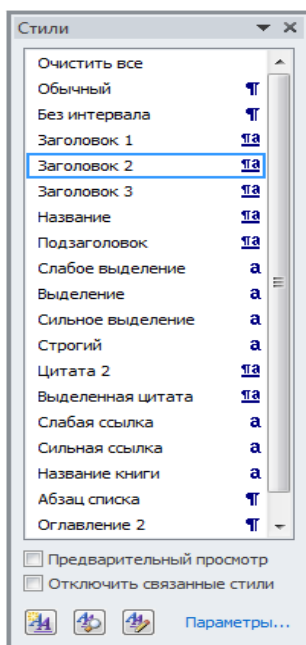 Стили
Очистить все
Обычный ¶
Без интервала ¶
Заголовок 1 ¶a
Заголовок 2 ¶a
Заголовок 3 ¶a
Название ¶a
Подзаголовок ¶a
Слабое выделение a
Выделение a
Сильное выделение a
Строгий a
Цитата 2 ¶a
Выделенная цитата ¶a
Слабая ссылка a
Сильная ссылка a
Название книги a
Абзац списка ¶
Оглавление 2 ¶
Предварительный просмотр
Отключить связанные стили
Параметры...